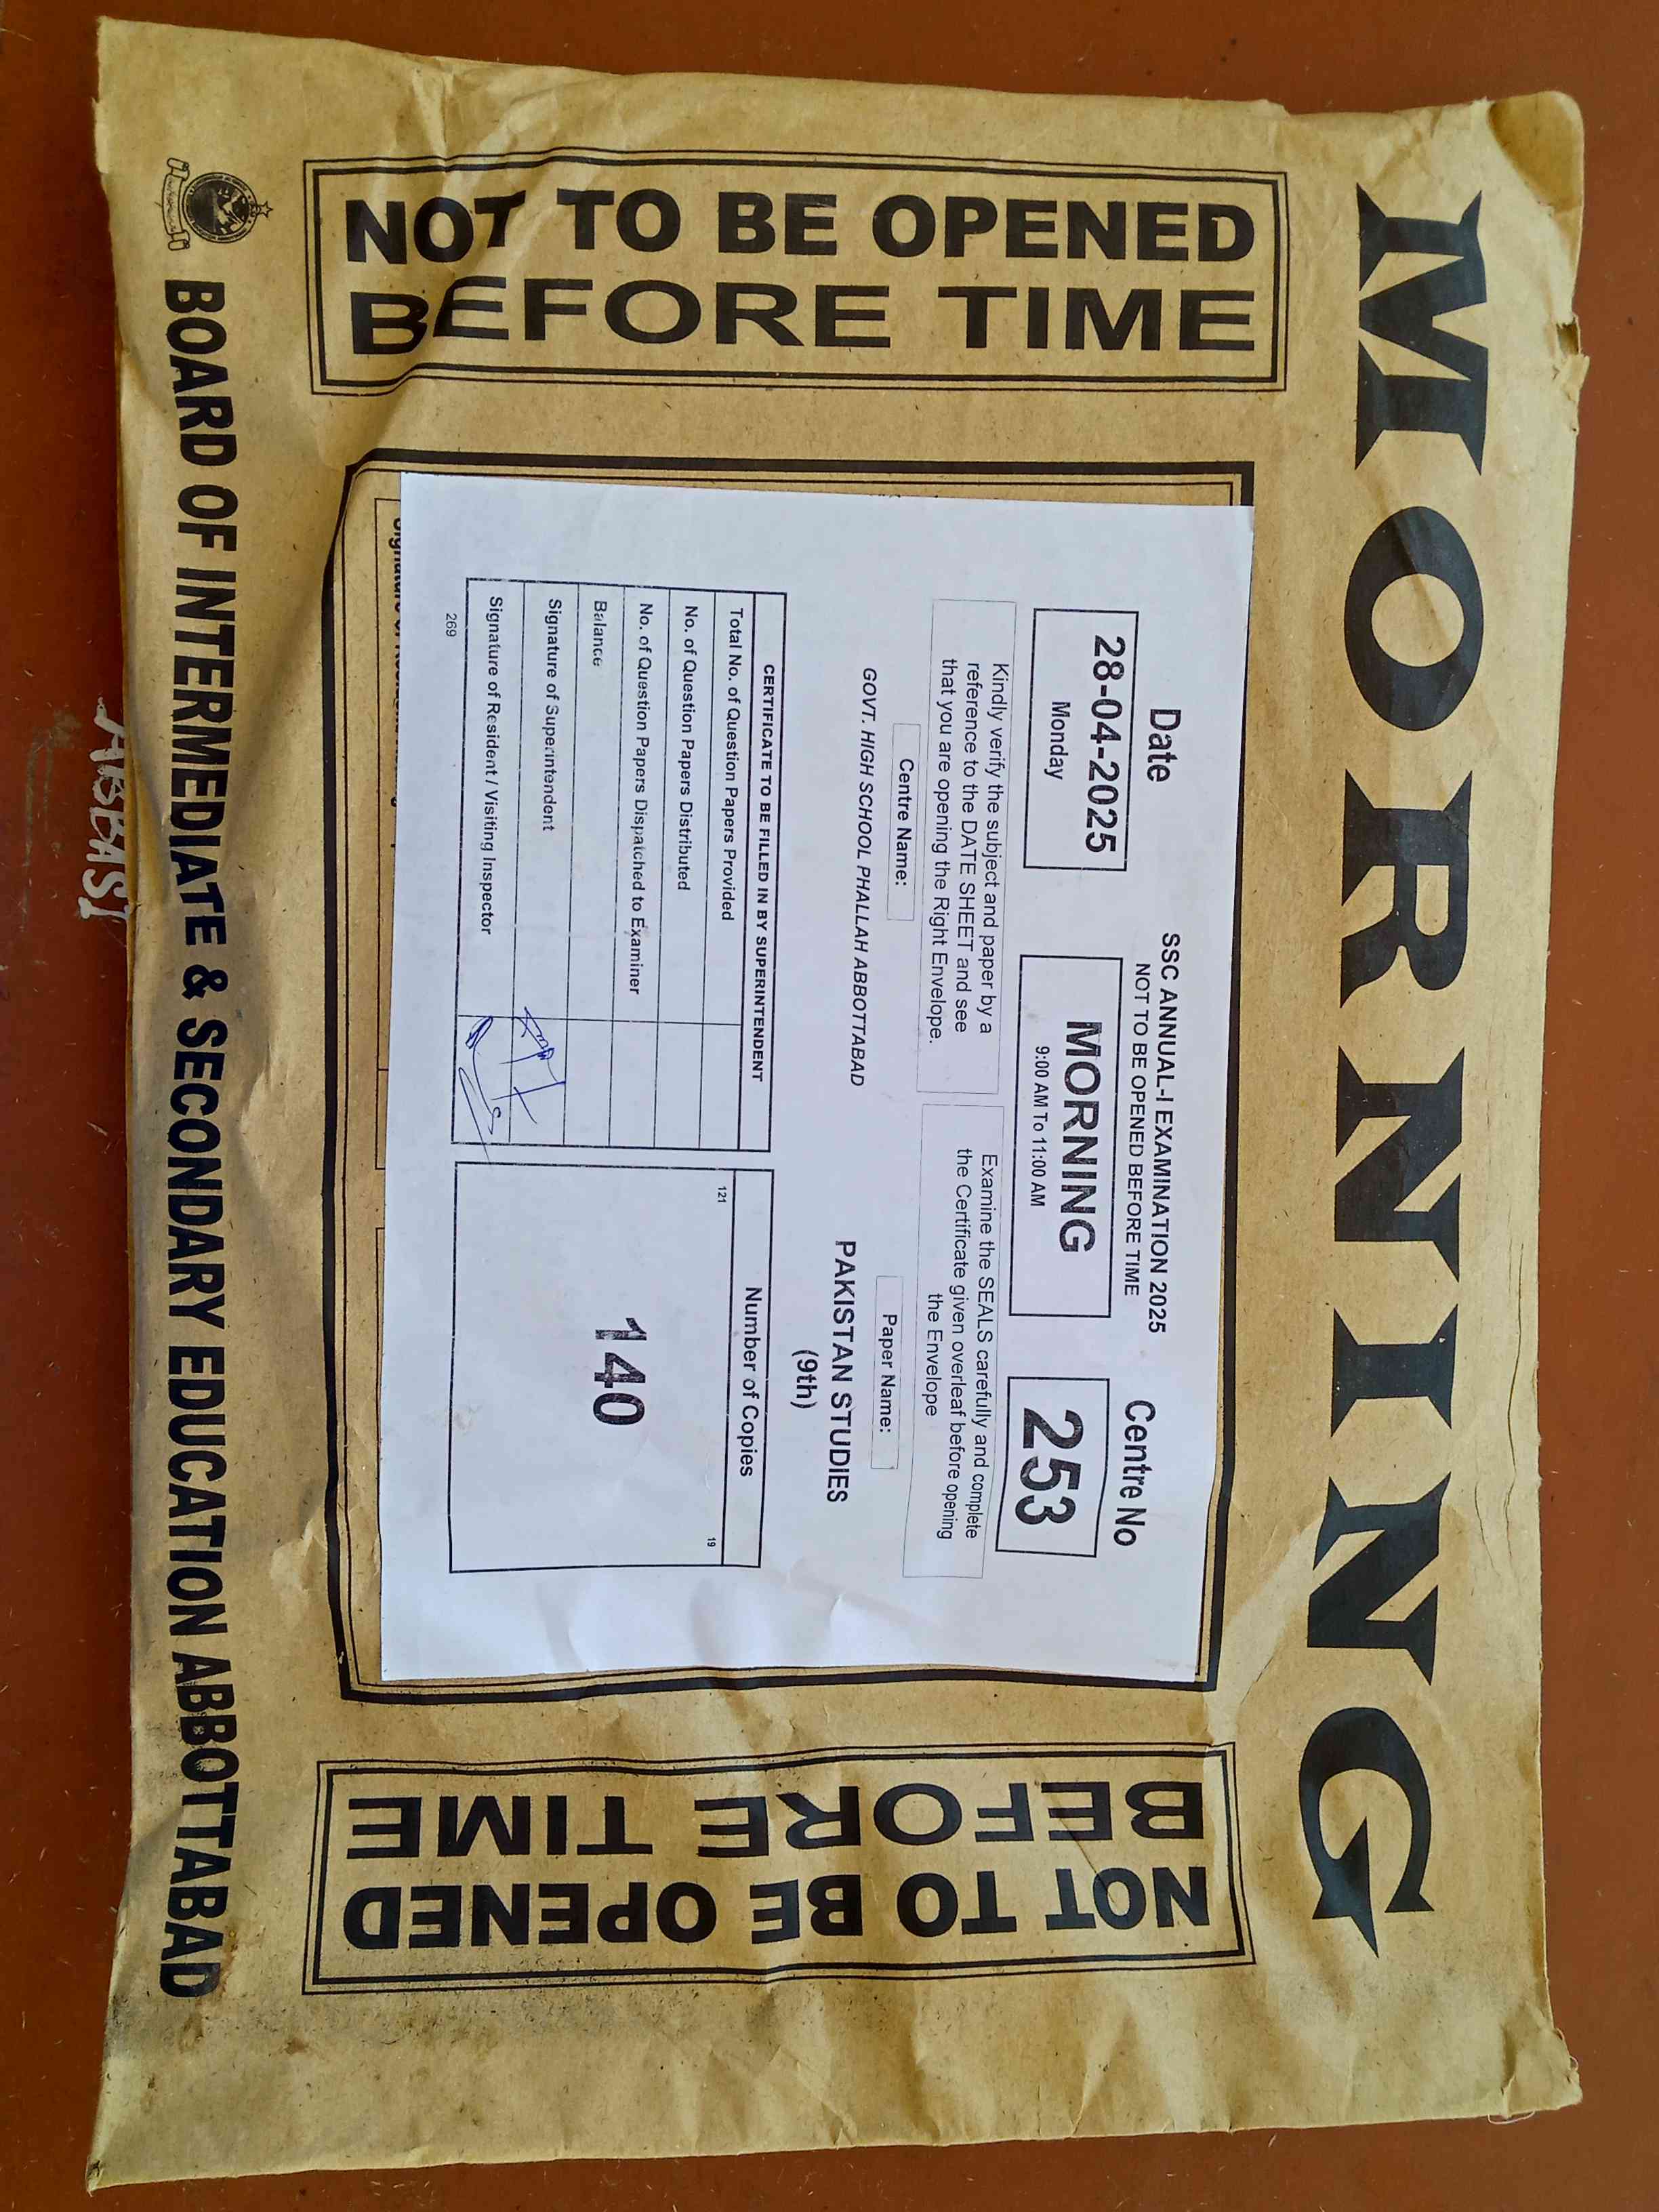 MORNING
NOT TO BE OPENED
BEFORE TIME
SSC ANNUAL-I EXAMINATION 2025
NOT TO BE OPENED BEFORE TIME
Date
28-04-2025
Monday
MORNING
9:00 AM To 11:00 AM
Centre No
253
Kindly verify the subject and paper by a
reference to the DATE SHEET and see
that you are opening the Right Envelope.
Examine the SEALS carefully and complete
the Certificate given overleaf before opening
the Envelope
Centre Name:
GOVT. HIGH SCHOOL PHALLAH ABBOTTABAD
Paper Name:
PAKISTAN STUDIES
(9th)
CERTIFICATE TO BE FILLED IN BY SUPERINTENDENT
Total No. of Question Papers Provided
No. of Question Papers Distributed
No. of Question Papers Dispatched to Examiner
Balance
Signature of Superintendent
Signature of Resident / Visiting Inspector
269
Number of Copies
121
19
140
NOT TO BE OPENED
BEFORE TIME
BOARD OF INTERMEDIATE & SECONDARY EDUCATION ABBOTTABAD
ABBASI